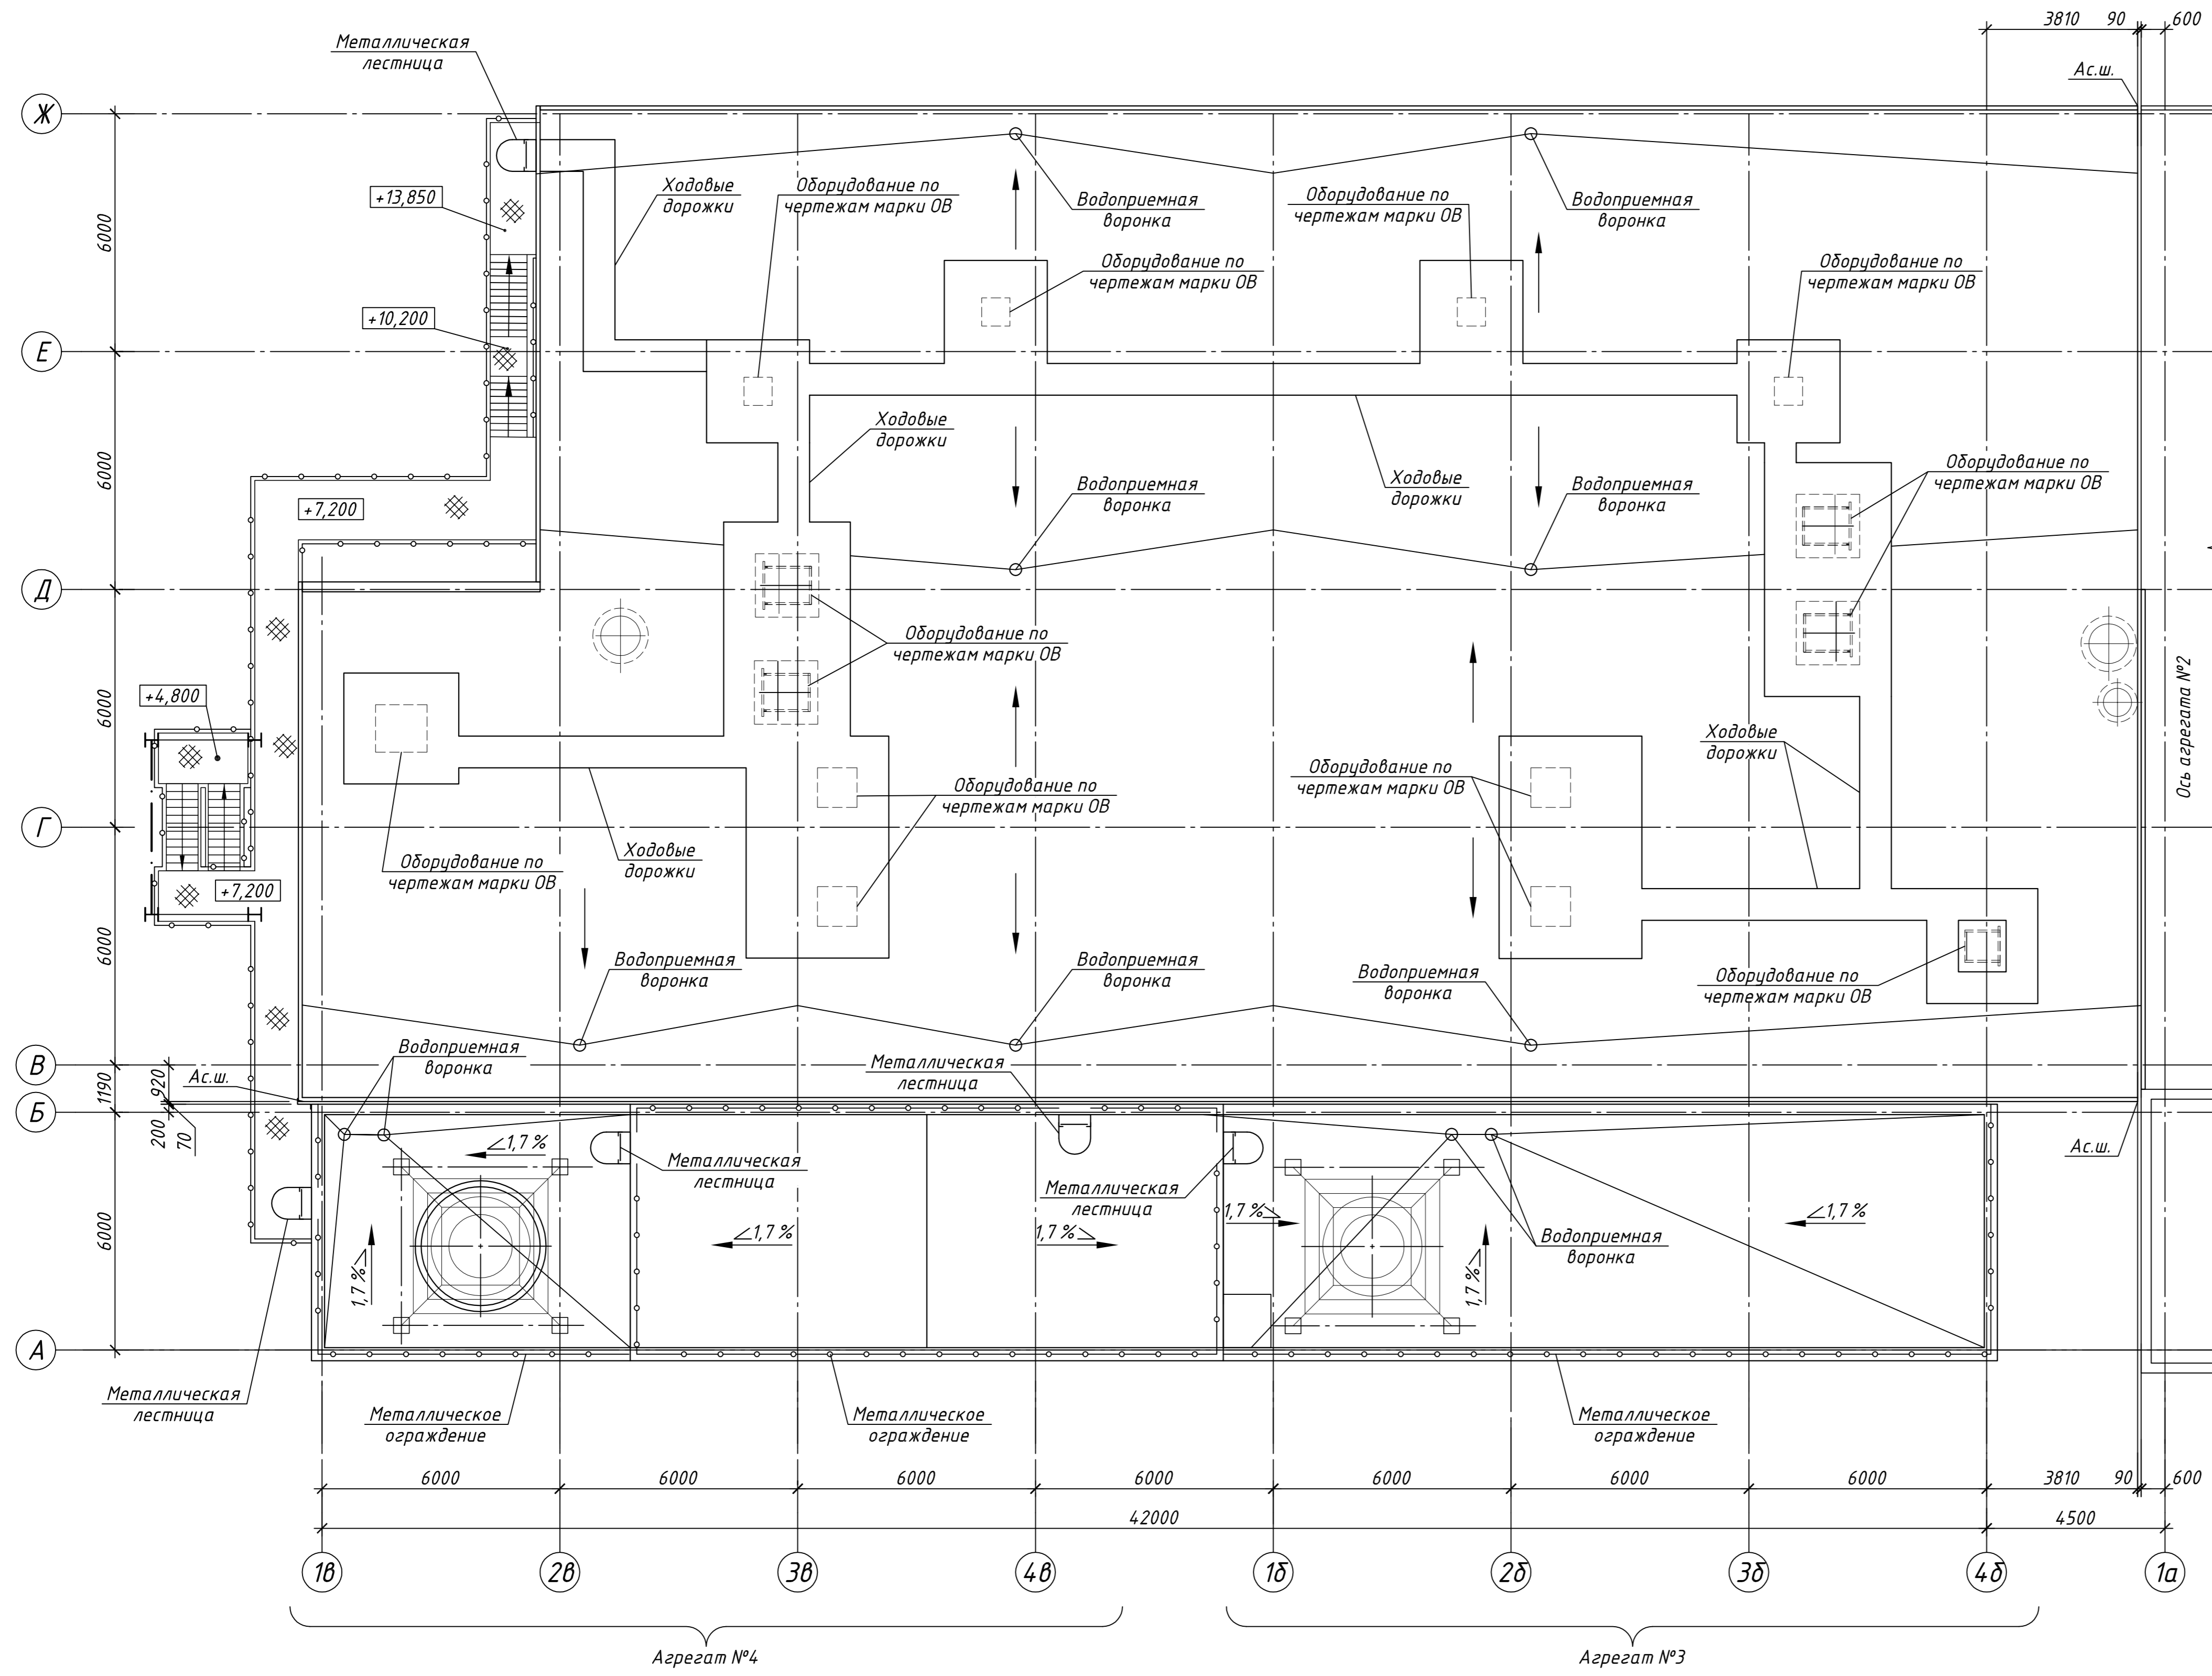 3810 90 600
Металлическая
лестница
Ас.ш.
Ж
+13,850
Ходовые
дорожки
Оборудование по
чертежам марки ОВ
Водоприемная
воронка
Оборудование по
чертежам марки ОВ
Водоприемная
воронка
6000
Оборудование по
чертежам марки ОВ
Оборудование по
чертежам марки ОВ
+10,200
Е
Ходовые
дорожки
6000
Водоприемная
воронка
Ходовые
дорожки
Водоприемная
воронка
Оборудование по
чертежам марки ОВ
+7,200
Д
Оборудование по
чертежам марки ОВ
Ось агрегата №2
+4,800
6000
Ходовые
дорожки
Оборудование по
чертежам марки ОВ
Оборудование по
чертежам марки ОВ
Г
Оборудование по
чертежам марки ОВ
Ходовые
дорожки
+7,200
6000
Водоприемная
воронка
Водоприемная
воронка
Водоприемная
воронка
Оборудование по
чертежам марки ОВ
В
Водоприемная
воронка
Металлическая
лестница
1190
920
Ас.ш.
Б
200
70
1,7 %
Металлическая
лестница
Металлическая
лестница
Ас.ш.
6000
1,7 %
1,7 %
1,7 %
1,7 %
1,7 %
1,7 %
Водоприемная
воронка
А
Металлическая
лестница
Металлическое
ограждение
Металлическое
ограждение
Металлическое
ограждение
6000 6000 6000 6000 6000 6000 6000 3810 90 600
42000 4500
1в 2в 3в 4в 1б 2б 3б 4б 1а
Агрегат №4 Агрегат №3